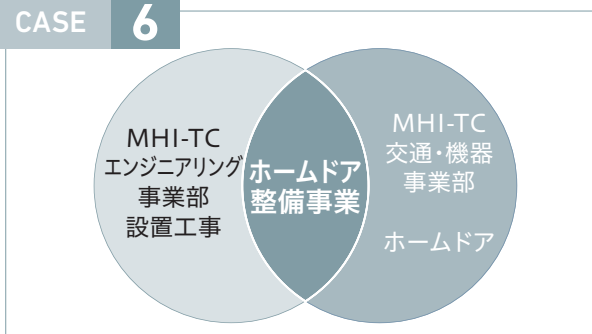 CASE 6
MHI-TC
エンジニアリング
事業部
設置工事
ホームドア
整備事業
MHI-TC
交通・機器
事業部
ホームドア